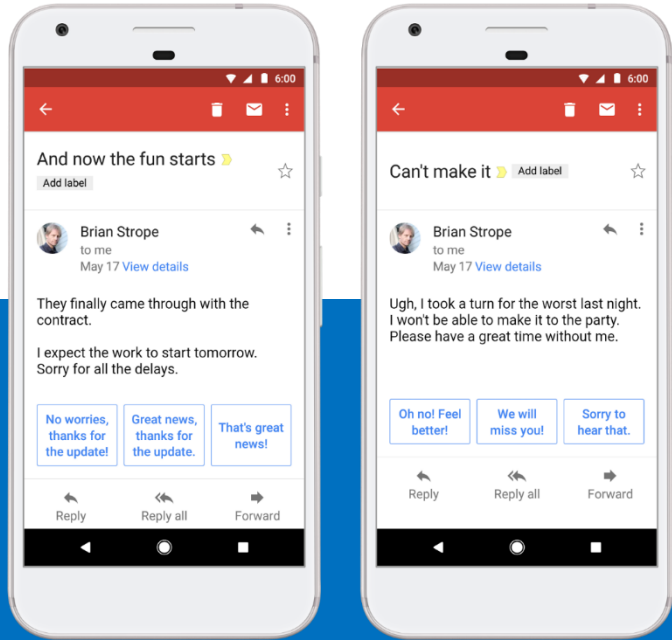 6:00
And now the fun starts
Add label
Brian Strope
to me
May 17 View details
They finally came through with the
contract.
I expect the work to start tomorrow.
Sorry for all the delays.
No worries,
thanks for
the update!
Great news,
thanks for
the update.
That's great
news!
Reply
Reply all
Forward
6:00
Can't make it
Add label
Brian Strope
to me
May 17 View details
Ugh, I took a turn for the worst last night.
I won't be able to make it to the party.
Please have a great time without me.
Oh no! Feel
better!
We will
miss you!
Sorry to
hear that.
Reply
Reply all
Forward